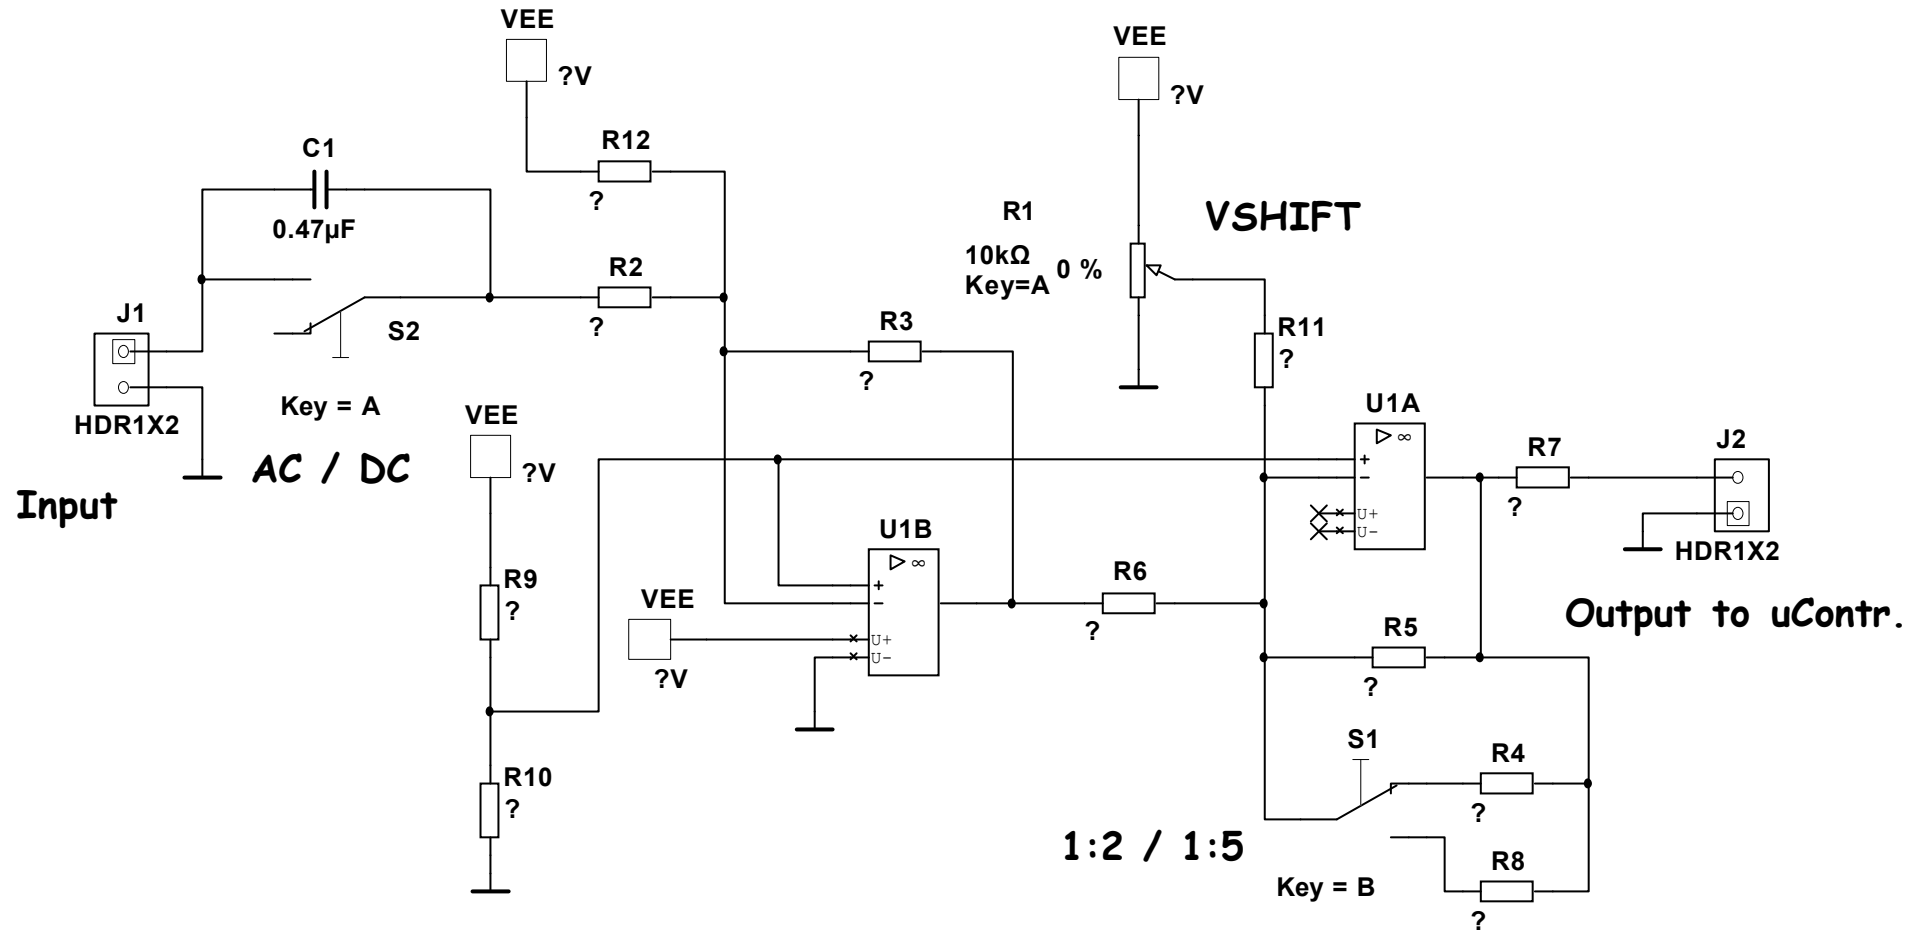 VEE
?V
VEE
?V
R12
?
C1
0.47µF
R1
10kΩ
Key=A
0 %
VSHIFT
R2
?
J1
HDR1X2
S2
Key = A
AC / DC
Input
R3
?
R11
?
VEE
?V
U1A
▷ ∞
+
−
U+
U−
R7
?
J2
HDR1X2
Output to uContr.
U1B
▷ ∞
+
−
U+
U−
VEE
?V
R9
?
R6
?
R5
?
R10
?
S1
R4
?
1:2 / 1:5
Key = B
R8
?